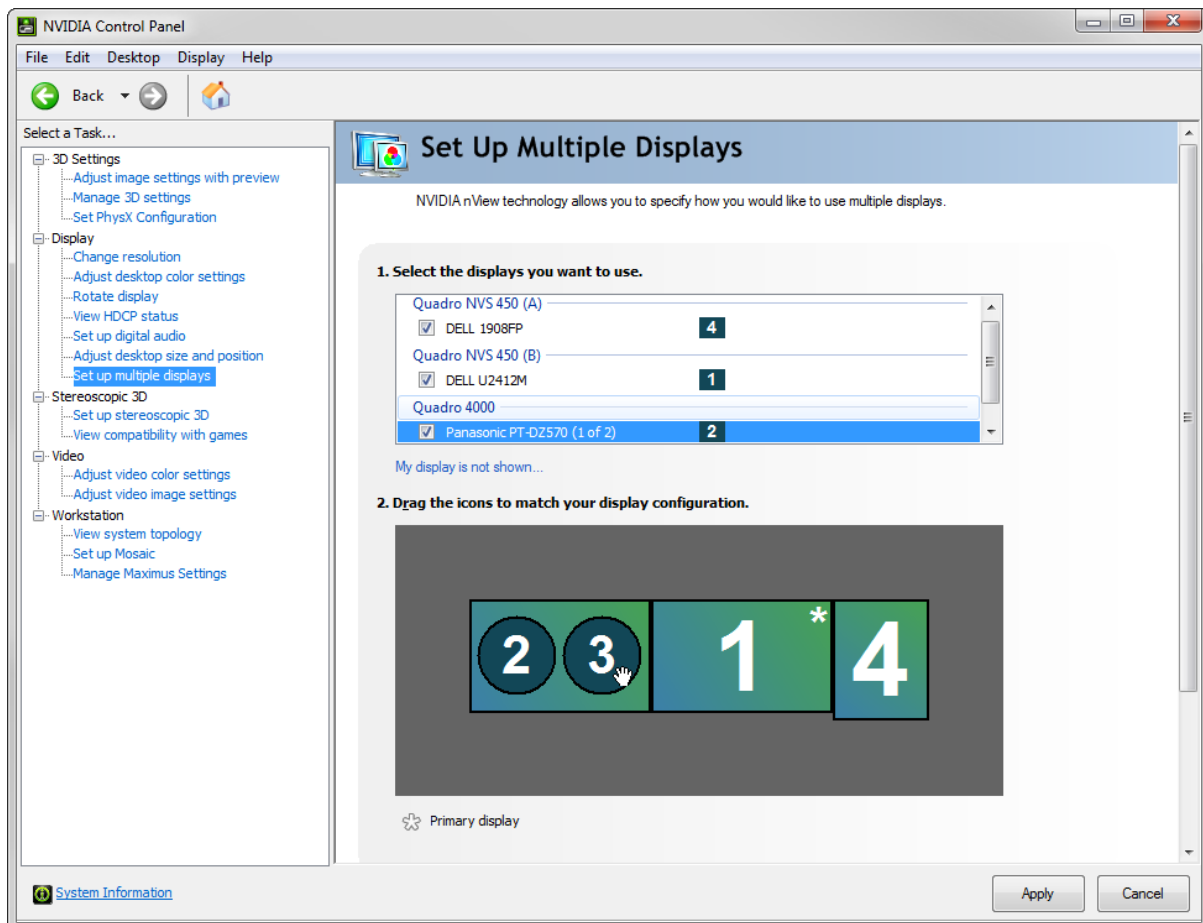 NVIDIA Control Panel
File Edit Desktop Display Help
Back
Select a Task...
3D Settings
Adjust image settings with preview
Manage 3D settings
Set PhysX Configuration
Display
Change resolution
Adjust desktop color settings
Rotate display
View HDCP status
Set up digital audio
Adjust desktop size and position
Set up multiple displays
Stereoscopic 3D
Set up stereoscopic 3D
View compatibility with games
Video
Adjust video color settings
Adjust video image settings
Workstation
View system topology
Set up Mosaic
Manage Maximus Settings
Set Up Multiple Displays
NVIDIA nView technology allows you to specify how you would like to use multiple displays.
1. Select the displays you want to use.
Quadro NVS 450 (A)
DELL 1908FP 4
Quadro NVS 450 (B)
DELL U2412M 1
Quadro 4000
Panasonic PT-DZ570 (1 of 2) 2
My display is not shown...
2. Drag the icons to match your display configuration.
2 3 1 * 4
Primary display
System Information
Apply Cancel